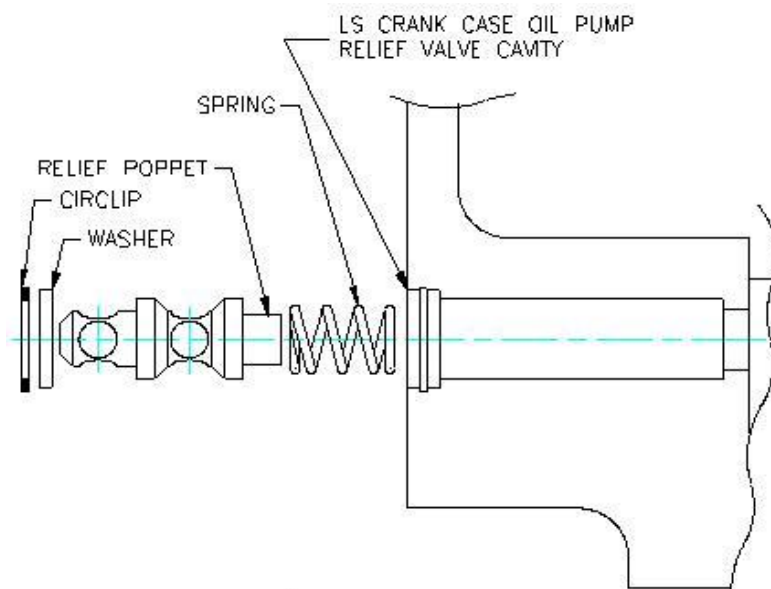 LS CRANK CASE OIL PUMP
RELIEF VALVE CAVITY
SPRING
RELIEF POPPET
CIRCLIP
WASHER